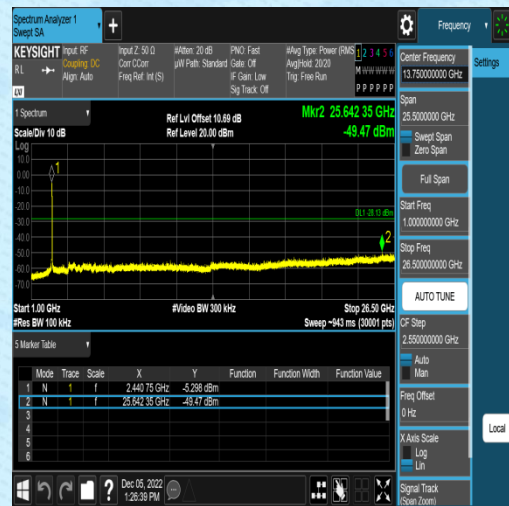 Spectrum Analyzer 1
Swept SA
+
Frequency
KEYSIGHT
Input: RF
Input Z: 50 Ω
#Atten: 20 dB
PNO: Fast
#Avg Type: Power (RMS
1 2 3 4 5 6
RL
Coupling: DC
Corr CCorr
µW Path: Standard
Gate: Off
Avg|Hold: 20/20
M W W W W W
Align: Auto
Freq Ref: Int (S)
IF Gain: Low
Trig: Free Run
Sig Track: Off
P P P P P P
LXI
1 Spectrum
Scale/Div 10 dB
Ref Lvl Offset 10.69 dB
Ref Level 20.00 dBm
Mkr2 25.642 35 GHz
-49.47 dBm
Log
10.0
0.00
-10.0
-20.0
-30.0
-40.0
-50.0
-60.0
-70.0
1
DL1 -28.13 dBm
2
Start 1.00 GHz
#Video BW 300 kHz
Stop 26.50 GHz
#Res BW 100 kHz
Sweep ~943 ms (30001 pts)
5 Marker Table
Mode Trace Scale X Y Function Function Width Function Value
1 N 1 f 2.440 75 GHz -5.298 dBm
2 N 1 f 25.642 35 GHz -49.47 dBm
3
4
5
6
Dec 05, 2022
1:26:39 PM
Center Frequency
13.750000000 GHz
Settings
Span
25.5000000 GHz
Swept Span
Zero Span
Full Span
Start Freq
1.000000000 GHz
Stop Freq
26.500000000 GHz
AUTO TUNE
CF Step
2.550000000 GHz
Auto
Man
Freq Offset
0 Hz
Local
X Axis Scale
Log
Lin
Signal Track
(Span Zoom)